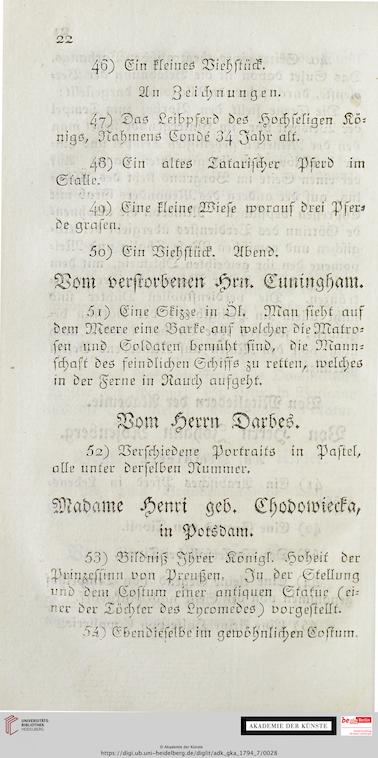 22
46) Ein kleines Viehstück.
An Zeichnungen.
47) Das Leibpferd des Hochseligen Kö-
nigs, Nahmens Condé 34 Jahr alt.
48) Ein altes Tatarischer Pferd im
Stalle.
49) Eine kleine Wiese worauf drei Pfer-
de grasen.
50) Ein Viehstück. Abend.
Vom verstorbenen Hrn. Cuningham.
51) Eine Skizze in Öl. Man sieht auf
dem Meere eine Barke auf welcher die Matro-
sen und Soldaten bemüht sind, die Mann-
schaft des feindlichen Schiffs zu retten, welches
in der Ferne in Rauch aufgeht.
Vom Herrn Darbes.
52) Verschiedene Portraits in Pastel,
alle unter derselben Nummer.
Madame Henri geb. Chodowiecka,
in Potsdam.
53) Bildniß Ihrer Königl. Hoheit der
Prinzessinn von Preußen. In der Stellung
und dem Costum einer antiquen Statue (ei-
ner der Töchter des Lycomedes) vorgestellt.
54) Ebendieselbe im gewöhnlichen Costum.
UNIVERSITÄTS-
BIBLIOTHEK
HEIDELBERG
AKADEMIE DER KÜNSTE
© Akademie der Künste
https://digi.ub.uni-heidelberg.de/diglit/adk_gka_1794_7/0028